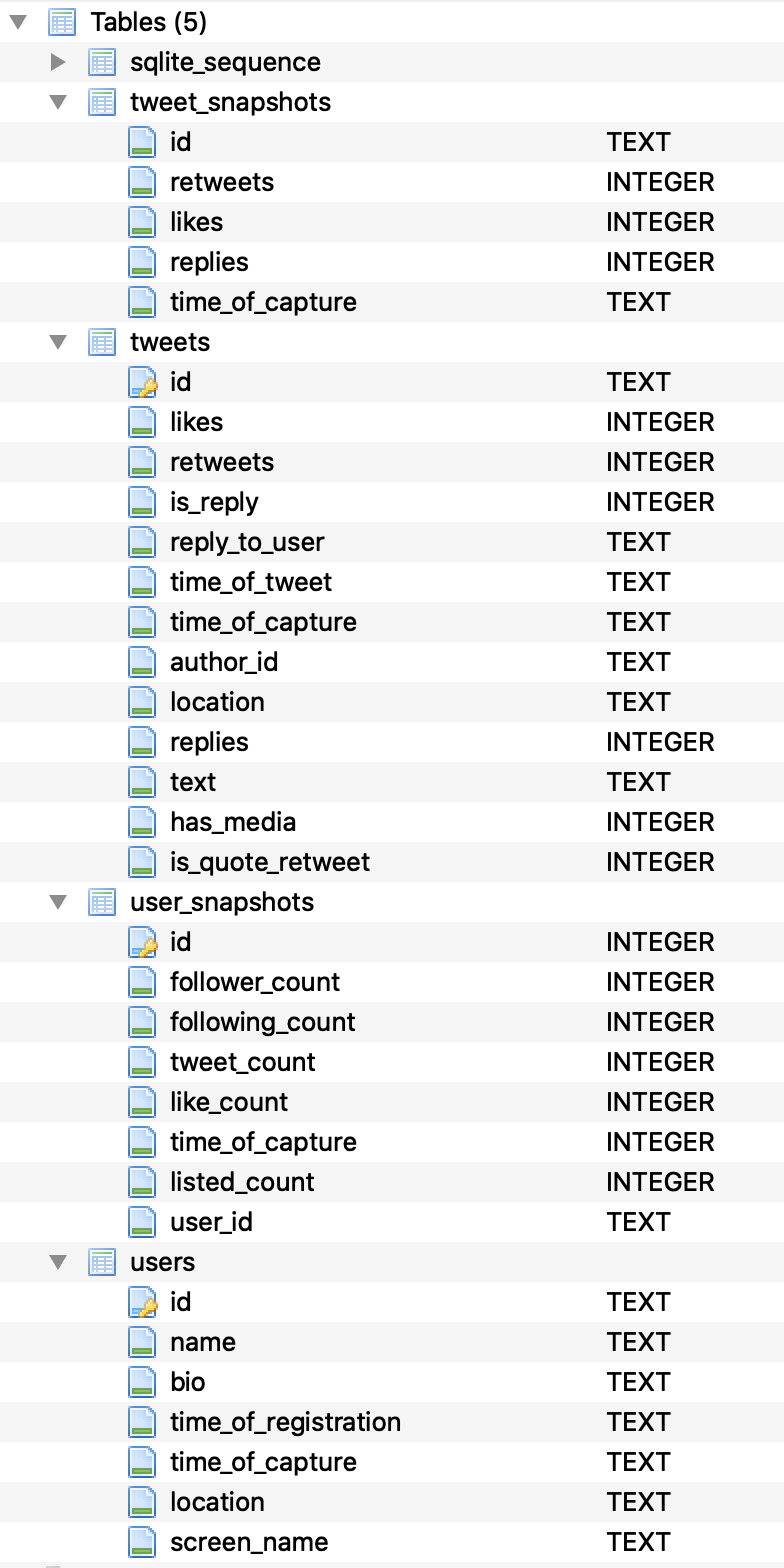 Tables (5)
sqlite_sequence
tweet_snapshots
id TEXT
retweets INTEGER
likes INTEGER
replies INTEGER
time_of_capture TEXT
tweets
id TEXT
likes INTEGER
retweets INTEGER
is_reply INTEGER
reply_to_user TEXT
time_of_tweet TEXT
time_of_capture TEXT
author_id TEXT
location TEXT
replies INTEGER
text TEXT
has_media INTEGER
is_quote_retweet INTEGER
user_snapshots
id INTEGER
follower_count INTEGER
following_count INTEGER
tweet_count INTEGER
like_count INTEGER
time_of_capture INTEGER
listed_count INTEGER
user_id TEXT
users
id TEXT
name TEXT
bio TEXT
time_of_registration TEXT
time_of_capture TEXT
location TEXT
screen_name TEXT